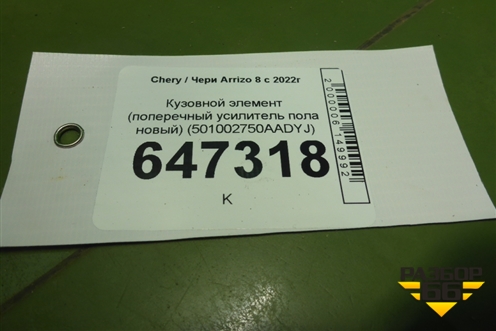 Chery / Чери Arrizo 8 с 2022г
Кузовной элемент
(поперечный усилитель пола
новый) (501002750AADYJ)
647318
К
2000006149992
РАЗБОР
66